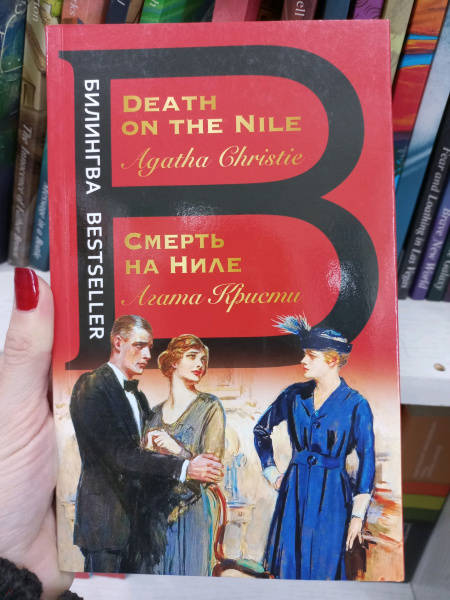 DEATH
ON THE NILE
Agatha Christie
СМЕРТЬ
НА НИЛЕ
Агата Кристи
БИЛИНГВА BESTSELLER
B
Fear and Loathing in Las Vegas
Brave New World